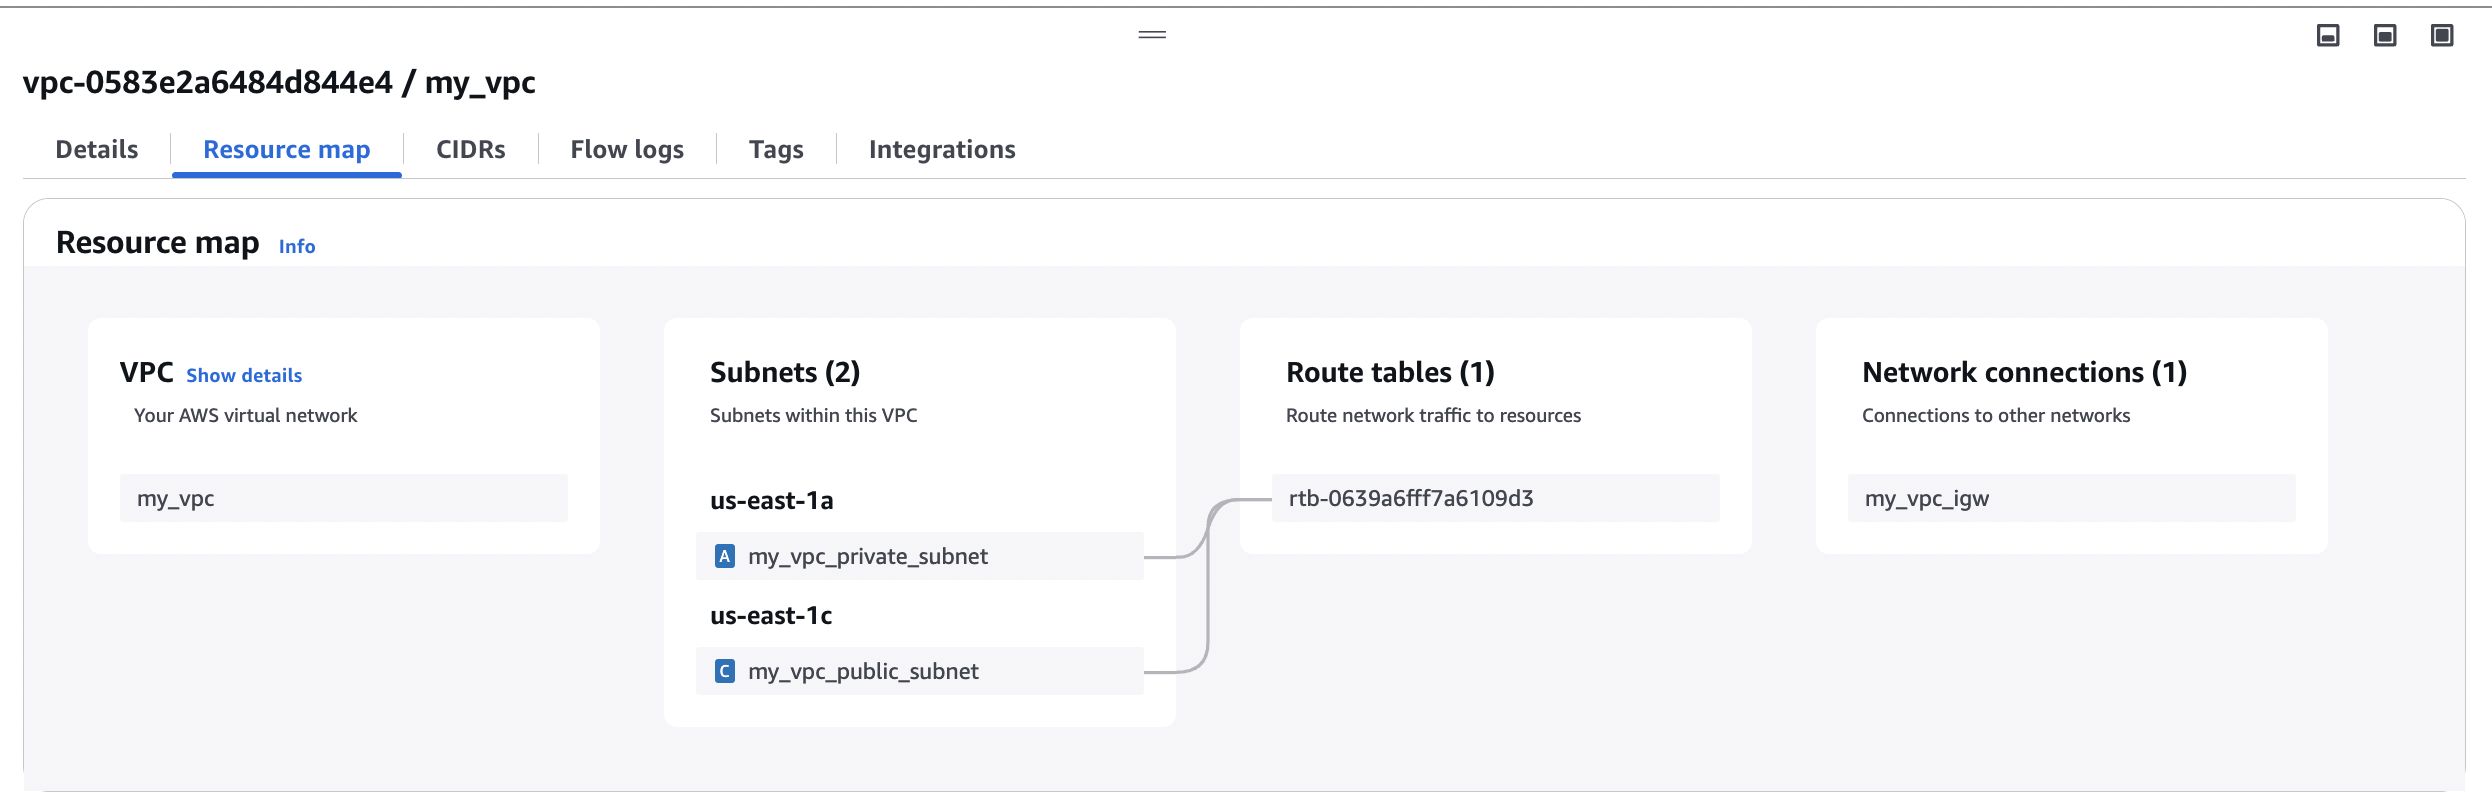 vpc-0583e2a6484d844e4 / my_vpc
Details
Resource map
CIDRs
Flow logs
Tags
Integrations
Resource map Info
VPC Show details
Your AWS virtual network
my_vpc
Subnets (2)
Subnets within this VPC
us-east-1a
A my_vpc_private_subnet
us-east-1c
C my_vpc_public_subnet
Route tables (1)
Route network traffic to resources
rtb-0639a6fff7a6109d3
Network connections (1)
Connections to other networks
my_vpc_igw